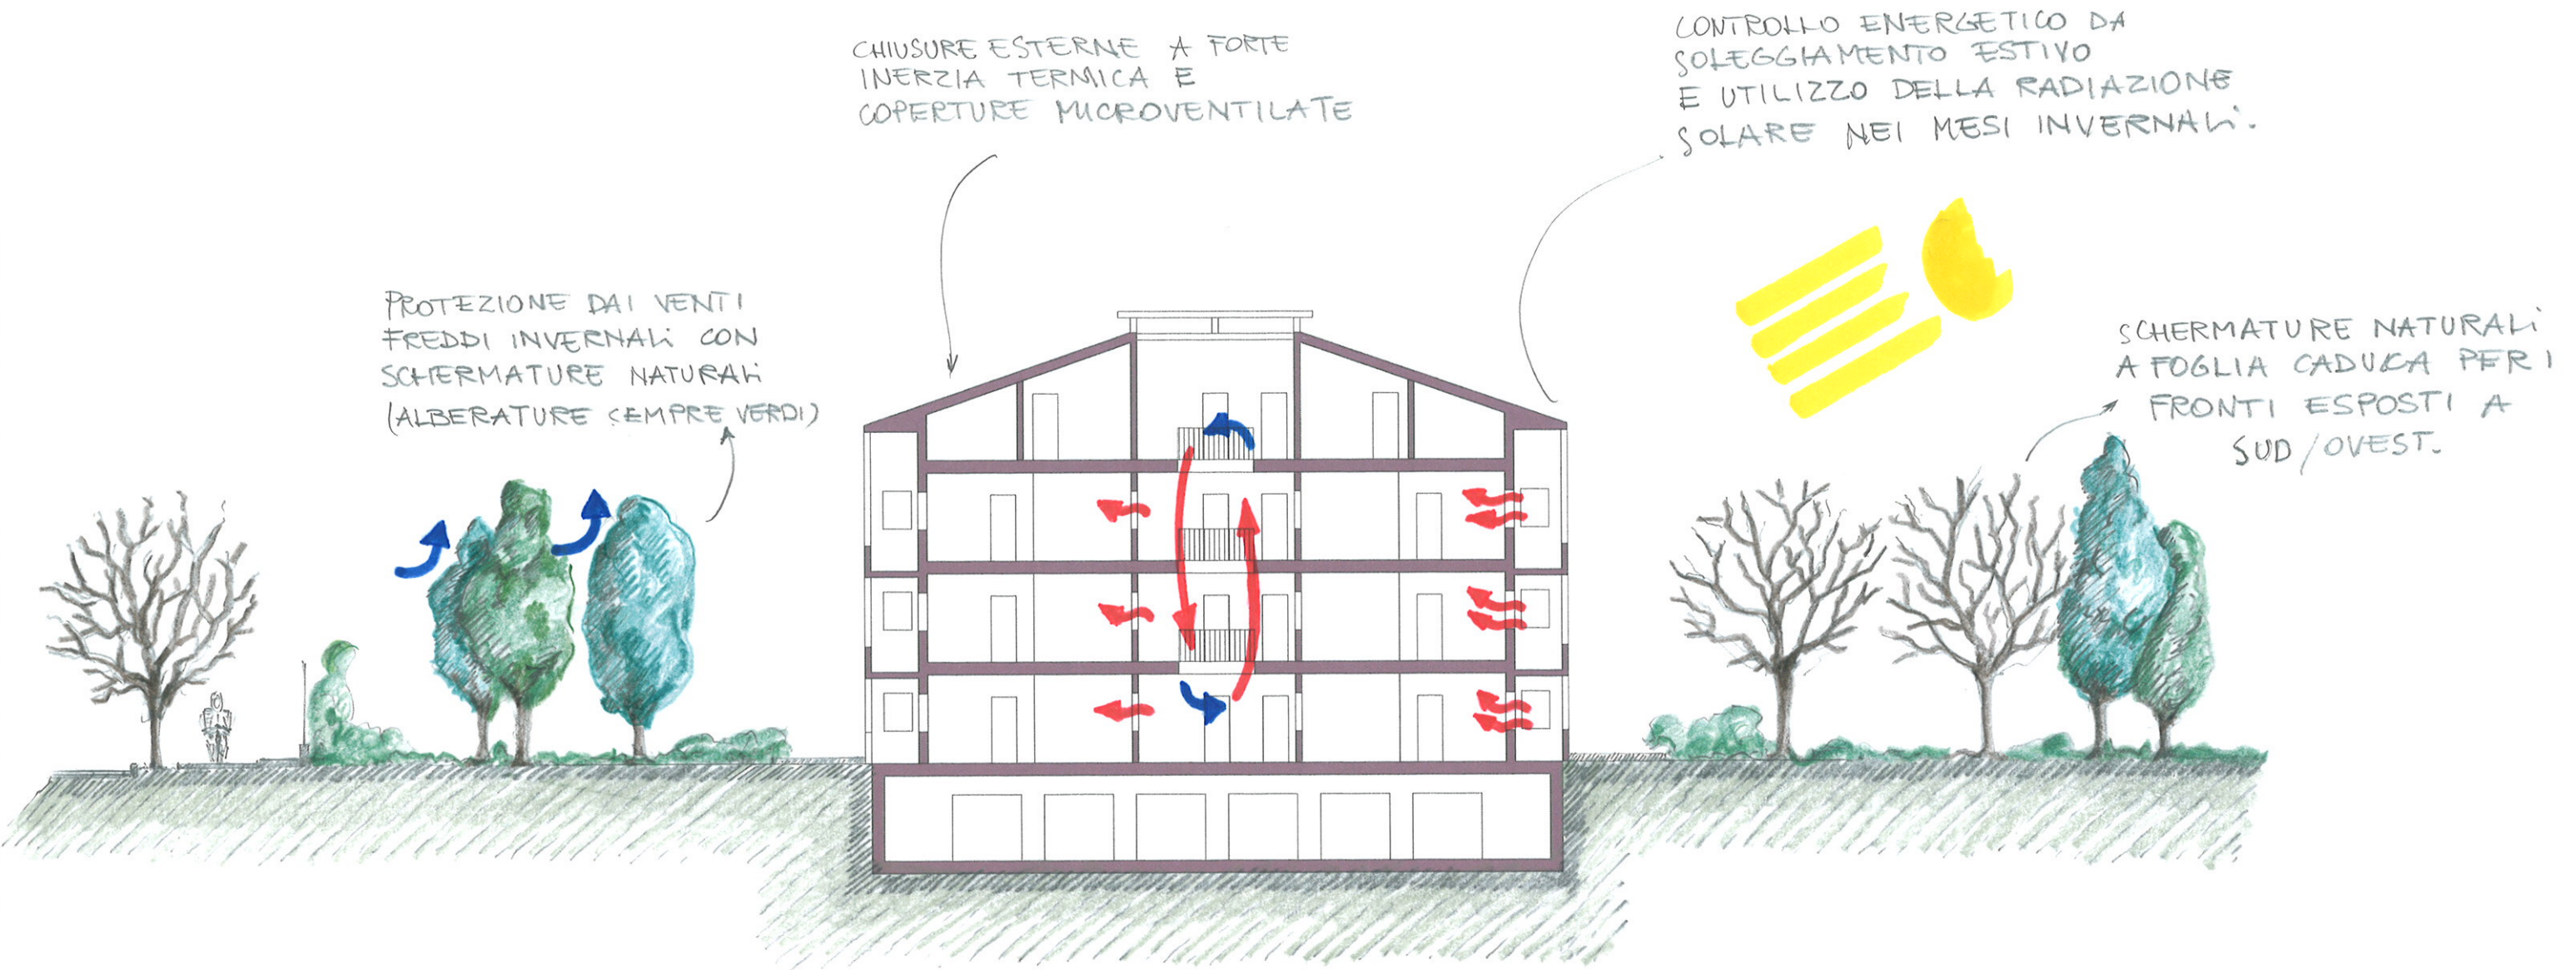 CHIUSURE ESTERNE A FORTE
INERZIA TERMICA E
COPERTURE MICROVENTILATE
CONTROLLO ENERGETICO DA
SOLEGGIAMENTO ESTIVO
E UTILIZZO DELLA RADIAZIONE
SOLARE NEI MESI INVERNALi.
PROTEZIONE DAI VENTI
FREDDI INVERNALi CON
SCHERMATURE NATURALi
(ALBERATURE SEMPRE VERDI)
SCHERMATURE NATURALi
A FOGLIA CADUCA PER I
FRONTI ESPOSTI A
SUD/OVEST.